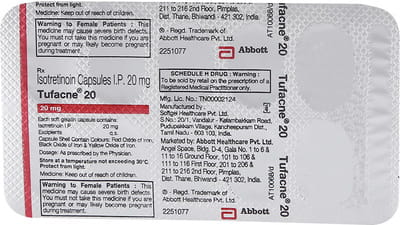 Protect from light.
Medicine: Keep out of reach of children.
Warning to Female Patients : This
medicine may cause severe birth defects.
You must not take this medicine if you are
pregnant or may likely become pregnant
during treatment.
211 to 216 2nd Floor, Pimplas,
Dist. Thane, Bhiwandi - 421 302, INDIA.
® - Regd. Trademark of
Abbott Healthcare Pvt. Ltd.
2251077
Abbott
Rx
Isotretinoin Capsules I.P. 20 mg
Tufacne® 20
20 mg
Each soft gelatin capsule contains:
Isotretinoin I.P. 20 mg
Excipients q.s.
Capsule Shell Contain Colours: Red Oxide of Iron,
Black Oxide of Iron & Yellow Oxide of Iron.
Dosage: As prescribed by the Physician.
Store at a temperature not exceeding 30°C.
Protect from light.
Medicine: Keep out of reach of children.
Warning to Female Patients : This
medicine may cause severe birth defects.
You must not take this medicine if you are
pregnant or may likely become pregnant
during treatment.
SCHEDULE H DRUG : Warning :
To be sold by retail on the prescription of a
Registered Medical Practitioner only.
Mfg. Lic. No.: TN00002124
Manufactured by :
Softgel Healthcare Pvt. Ltd.
S.No.: 20/1, Vandalur - Kelambakkam Road,
Pudupakkam Village, Kancheepuram Dist.,
Tamil Nadu - 603 103, INDIA.
Marketed by: Abbott Healthcare Pvt. Ltd.
Angel Space, Bldg. D-4, Gala No. 1 to 6 &
11 to 16 Ground Floor, 101 to 106 &
111 to 116 First Floor, 201 to 206 &
211 to 216 2nd Floor, Pimplas,
Dist. Thane, Bhiwandi - 421 302, INDIA.
® - Regd. Trademark of
Abbott Healthcare Pvt. Ltd.
2251077
Abbott
Tufacne® 20
Tufacne® 20